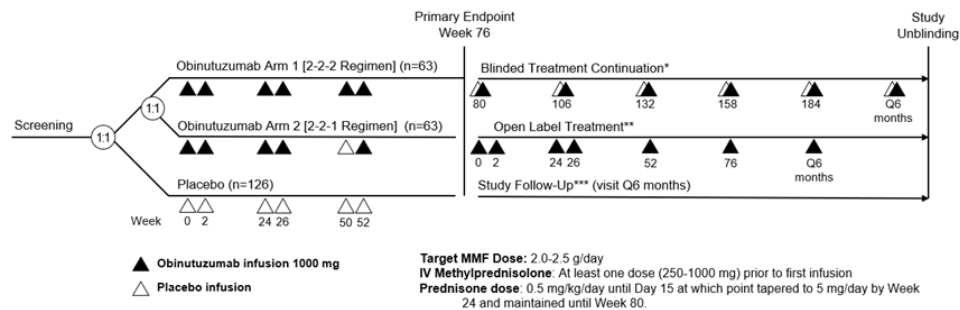 Primary Endpoint
Week 76
Study
Unblinding
Obinutuzumab Arm 1 [2-2-2 Regimen] (n=63)
Blinded Treatment Continuation*
80 106 132 158 184 Q6
months
1:1
Screening
1:1
Obinutuzumab Arm 2 [2-2-1 Regimen] (n=63)
Open Label Treatment**
0 2 24 26 52 76 Q6
months
Placebo (n=126)
Study Follow-Up*** (visit Q6 months)
Week 0 2 24 26 50 52
Obinutuzumab infusion 1000 mg
Placebo infusion
Target MMF Dose: 2.0-2.5 g/day
IV Methylprednisolone: At least one dose (250-1000 mg) prior to first infusion
Prednisone dose: 0.5 mg/kg/day until Day 15 at which point tapered to 5 mg/day by Week
24 and maintained until Week 80.